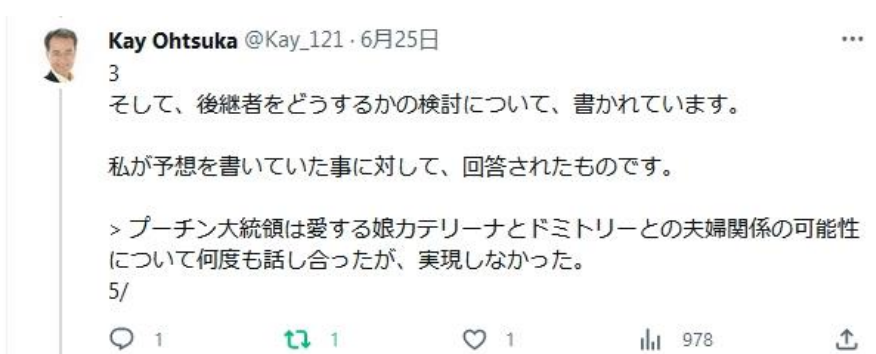 Kay Ohtsuka @Kay_121 · 6月25日
3
そして、後継者をどうするかの検討について、書かれています。
私が予想を書いていた事に対して、回答されたものです。
> プーチン大統領は愛する娘カテリーナとドミトリーとの夫婦関係の可能性
について何度も話し合ったが、実現しなかった。
5/
1 1 1 978